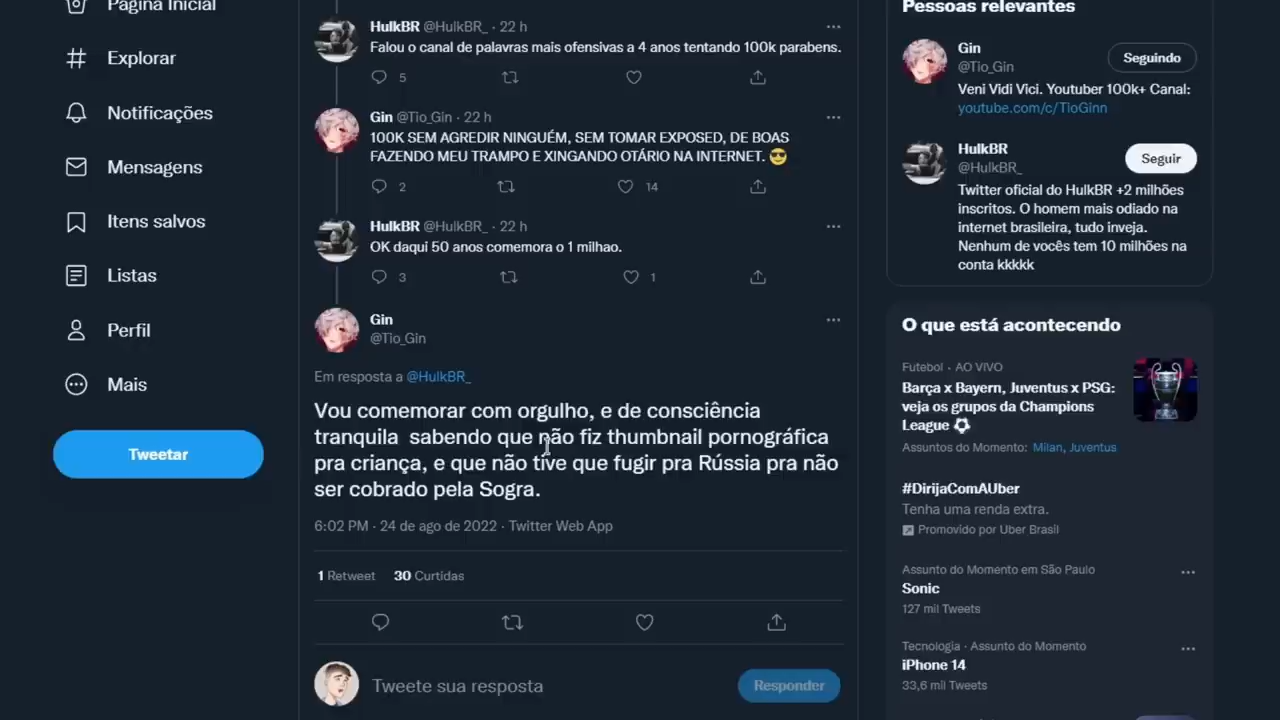 Página Inicial
Explorar
Notificações
Mensagens
Itens salvos
Listas
Perfil
Mais
Tweetar
HulkBR @HulkBR_ · 22 h
Falou o canal de palavras mais ofensivas a 4 anos tentando 100k parabens.
5
Gin @Tio_Gin · 22 h
100K SEM AGREDIR NINGUÉM, SEM TOMAR EXPOSED, DE BOAS
FAZENDO MEU TRAMPO E XINGANDO OTÁRIO NA INTERNET. 😎
2 14
HulkBR @HulkBR_ · 22 h
OK daqui 50 anos comemora o 1 milhao.
3 1
Gin
@Tio_Gin
Em resposta a @HulkBR_
Vou comemorar com orgulho, e de consciência
tranquila sabendo que não fiz thumbnail pornográfica
pra criança, e que não tive que fugir pra Rússia pra não
ser cobrado pela Sogra.
6:02 PM · 24 de ago de 2022 · Twitter Web App
1 Retweet 30 Curtidas
Tweete sua resposta
Responder
Pessoas relevantes
Gin
@Tio_Gin
Seguindo
Veni Vidi Vici. Youtuber 100k+ Canal:
youtube.com/c/TioGinn
HulkBR
@HulkBR_
Seguir
Twitter oficial do HulkBR +2 milhões
inscritos. O homem mais odiado na
internet brasileira, tudo inveja.
Nenhum de vocês tem 10 milhões na
conta kkkkk
O que está acontecendo
Futebol · AO VIVO
Barça x Bayern, Juventus x PSG:
veja os grupos da Champions
League ⚽
Assuntos do Momento: Milan, Juventus
#DirijaComAUber
Tenha uma renda extra.
Promovido por Uber Brasil
Assunto do Momento em São Paulo
Sonic
127 mil Tweets
Tecnologia · Assunto do Momento
iPhone 14
33,6 mil Tweets